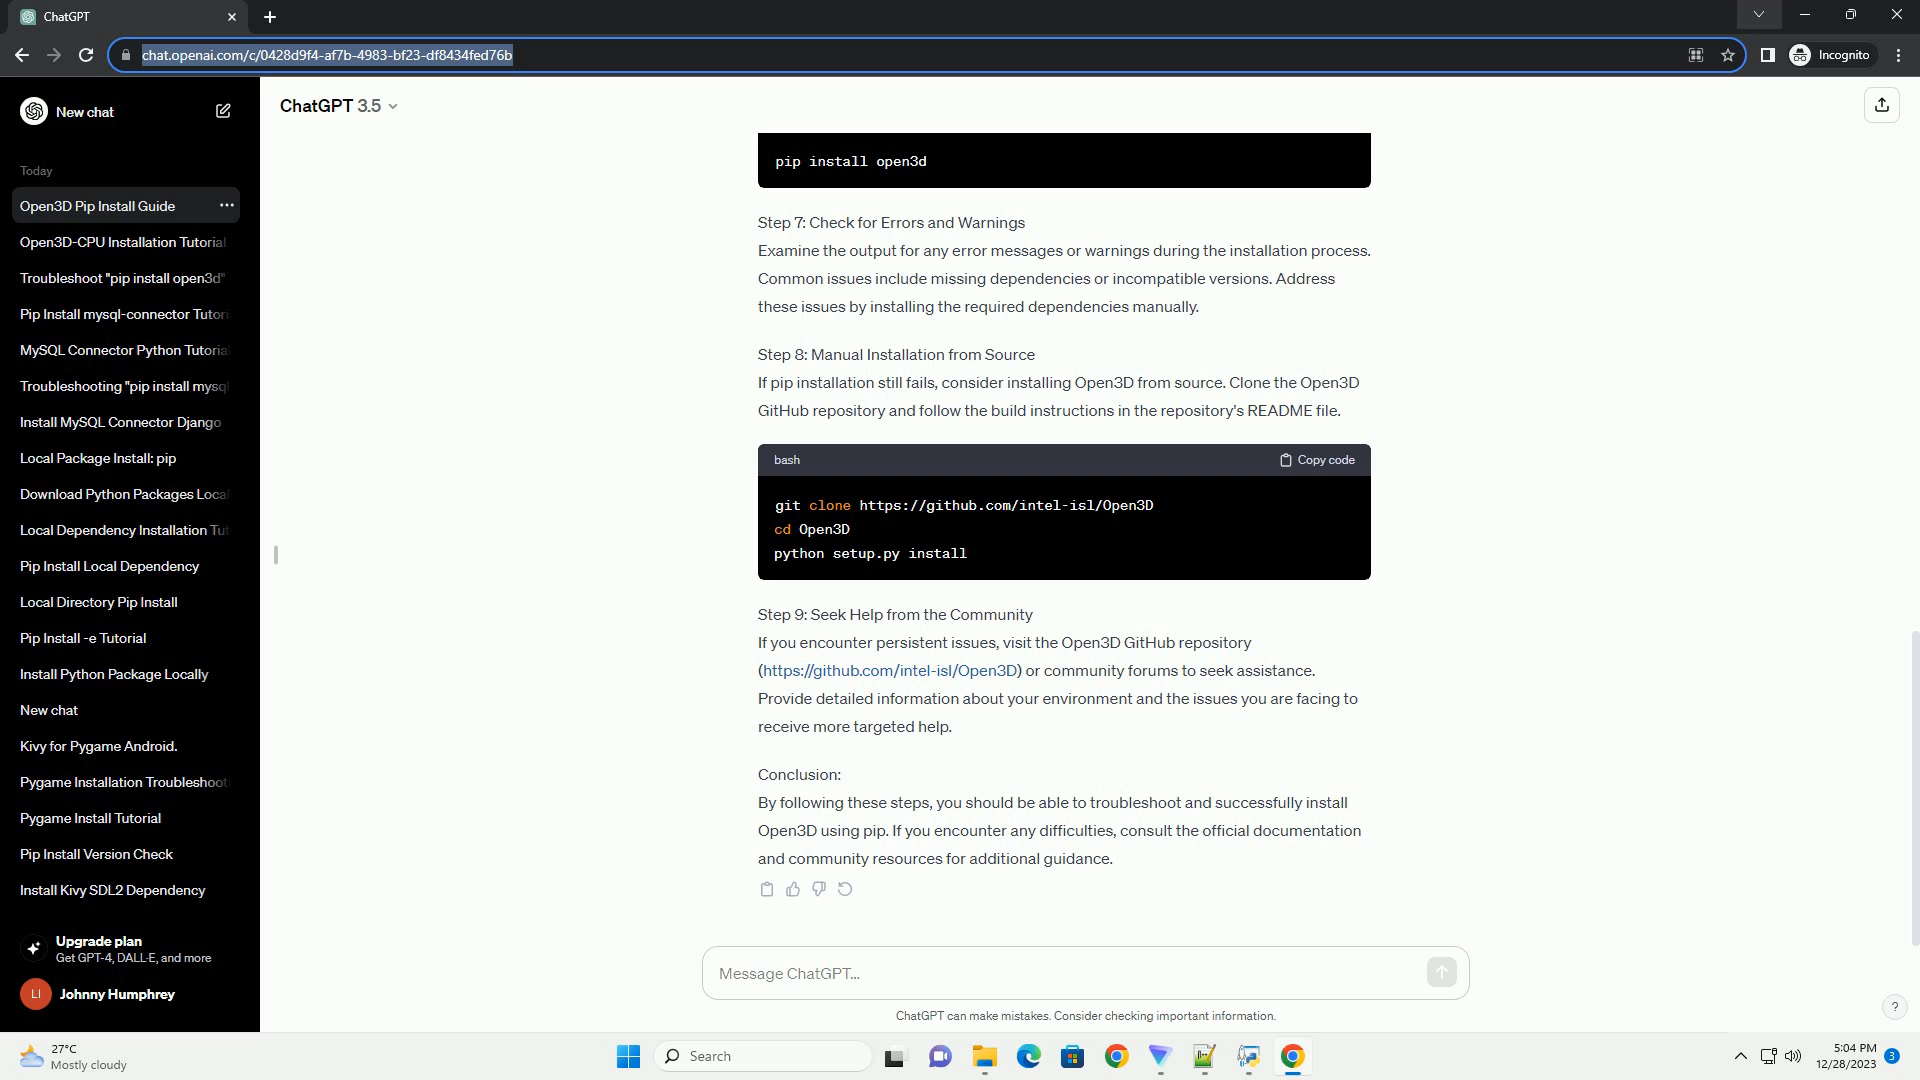 ChatGPT
chat.openai.com/c/0428d9f4-af7b-4983-bf23-df8434fed76b
Incognito
New chat
ChatGPT 3.5
Today
Open3D Pip Install Guide
Open3D-CPU Installation Tutorial
Troubleshoot "pip install open3d"
Pip Install mysql-connector Tutori
MySQL Connector Python Tutoria
Troubleshooting "pip install mysq
Install MySQL Connector Django
Local Package Install: pip
Download Python Packages Loca
Local Dependency Installation Tut
Pip Install Local Dependency
Local Directory Pip Install
Pip Install -e Tutorial
Install Python Package Locally
New chat
Kivy for Pygame Android.
Pygame Installation Troubleshoot
Pygame Install Tutorial
Pip Install Version Check
Install Kivy SDL2 Dependency
Upgrade plan
Get GPT-4, DALL·E, and more
LI
Johnny Humphrey
pip install open3d
Step 7: Check for Errors and Warnings
Examine the output for any error messages or warnings during the installation process.
Common issues include missing dependencies or incompatible versions. Address
these issues by installing the required dependencies manually.
Step 8: Manual Installation from Source
If pip installation still fails, consider installing Open3D from source. Clone the Open3D
GitHub repository and follow the build instructions in the repository's README file.
bash
Copy code
git clone https://github.com/intel-isl/Open3D
cd Open3D
python setup.py install
Step 9: Seek Help from the Community
If you encounter persistent issues, visit the Open3D GitHub repository
(https://github.com/intel-isl/Open3D) or community forums to seek assistance.
Provide detailed information about your environment and the issues you are facing to
receive more targeted help.
Conclusion:
By following these steps, you should be able to troubleshoot and successfully install
Open3D using pip. If you encounter any difficulties, consult the official documentation
and community resources for additional guidance.
Message ChatGPT...
ChatGPT can make mistakes. Consider checking important information.
?
27°C
Mostly cloudy
Search
5:04 PM
12/28/2023
3